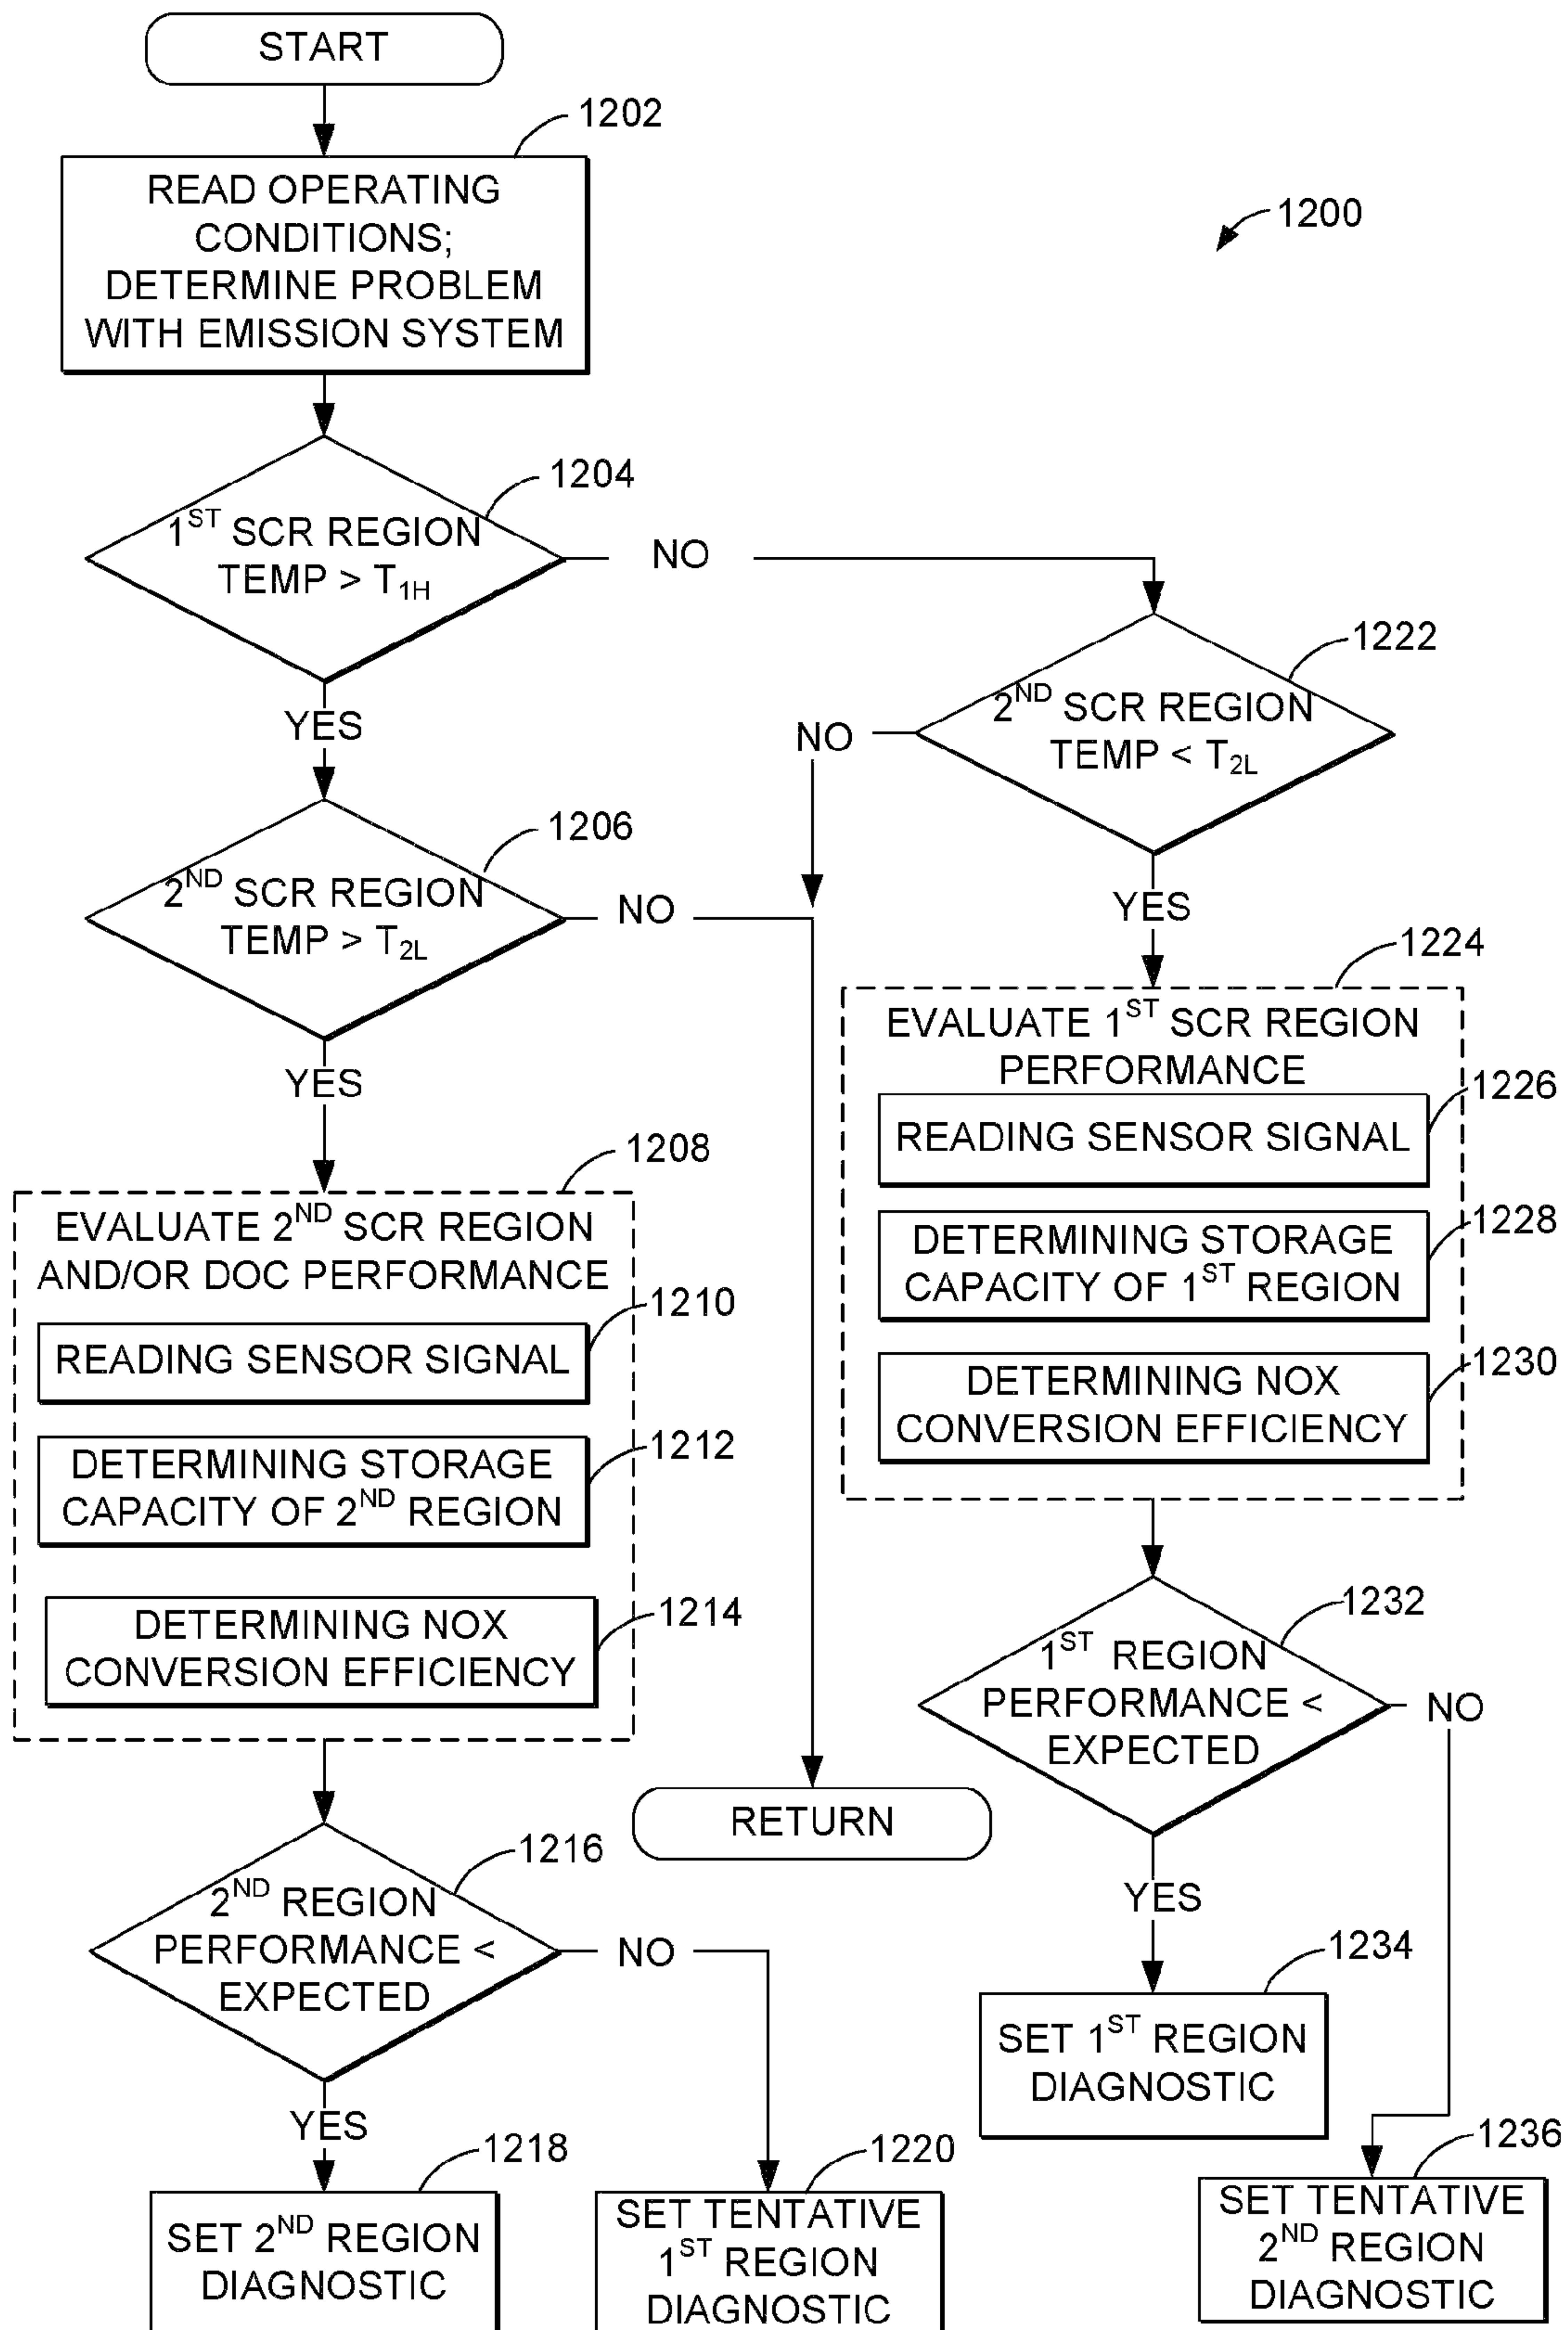 START
1202
READ OPERATING
CONDITIONS;
DETERMINE PROBLEM
WITH EMISSION SYSTEM
1200
1204
1ST SCR REGION
TEMP > T1H
NO
YES
1222
2ND SCR REGION
TEMP < T2L
NO
YES
1206
2ND SCR REGION
TEMP > T2L
NO
YES
1208
EVALUATE 2ND SCR REGION
AND/OR DOC PERFORMANCE
1210
READING SENSOR SIGNAL
1212
DETERMINING STORAGE
CAPACITY OF 2ND REGION
1214
DETERMINING NOX
CONVERSION EFFICIENCY
1224
EVALUATE 1ST SCR REGION
PERFORMANCE
1226
READING SENSOR SIGNAL
1228
DETERMINING STORAGE
CAPACITY OF 1ST REGION
1230
DETERMINING NOX
CONVERSION EFFICIENCY
1232
1ST REGION
PERFORMANCE <
EXPECTED
NO
YES
RETURN
1216
2ND REGION
PERFORMANCE <
EXPECTED
NO
YES
1234
SET 1ST REGION
DIAGNOSTIC
1218
SET 2ND REGION
DIAGNOSTIC
1220
SET TENTATIVE
1ST REGION
DIAGNOSTIC
1236
SET TENTATIVE
2ND REGION
DIAGNOSTIC